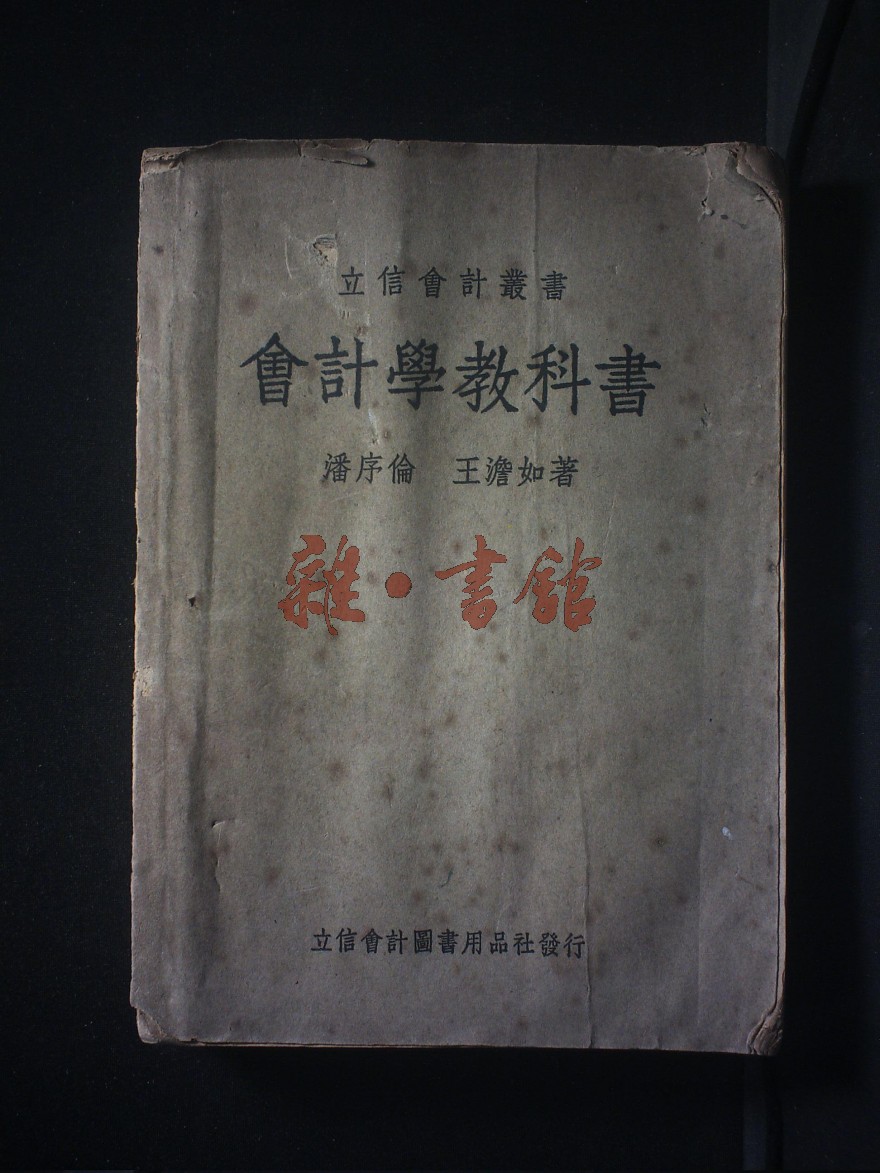 立信會計叢書
會計學教科書
潘序倫 王澹如著
雜·書館
立信會計圖書用品社發行